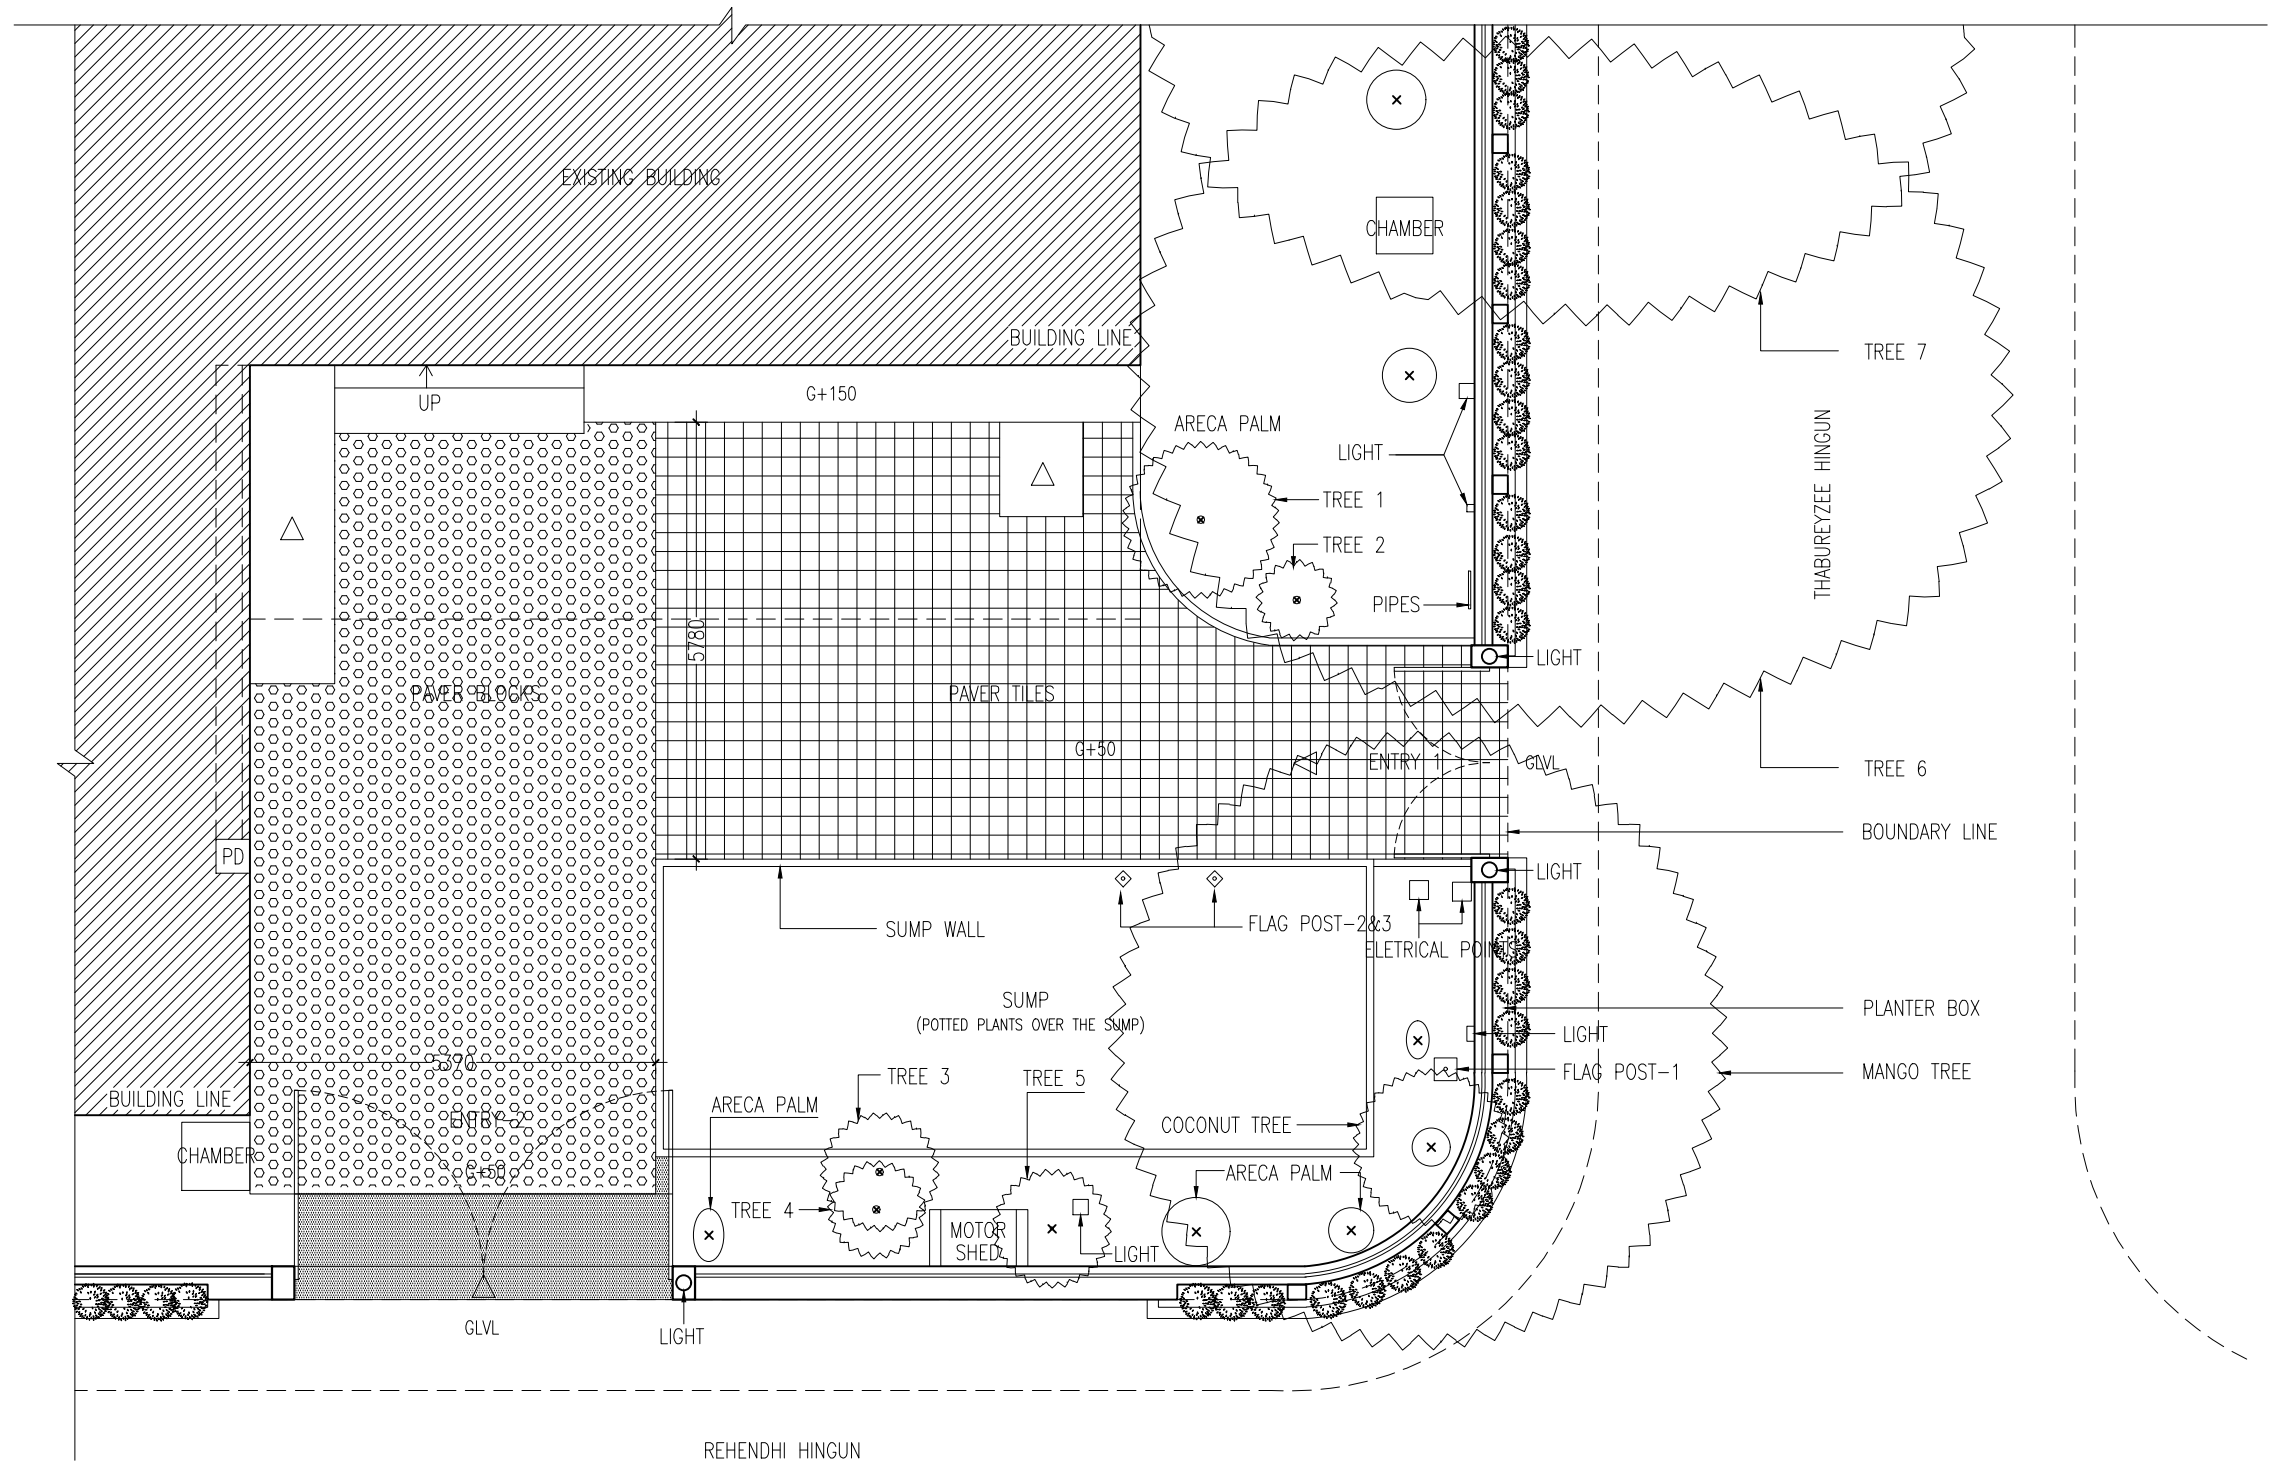 EXISTING BUILDING
CHAMBER
BUILDING LINE
TREE 7
UP
G+150
ARECA PALM
LIGHT
TREE 1
THABUREYZEE HINGUN
TREE 2
PIPES
5780
LIGHT
PAVER BLOCKS
PAVER TILES
G+50
ENTRY 1
GLVL
TREE 6
BOUNDARY LINE
PD
LIGHT
SUMP WALL
FLAG POST-2&3
ELETRICAL POINTS
SUMP
(POTTED PLANTS OVER THE SUMP)
PLANTER BOX
LIGHT
5370
TREE 3
TREE 5
FLAG POST-1
MANGO TREE
BUILDING LINE
ARECA PALM
ENTRY-2
COCONUT TREE
CHAMBER
G+50
ARECA PALM
TREE 4
MOTOR
SHED
LIGHT
GLVL
LIGHT
REHENDHI HINGUN